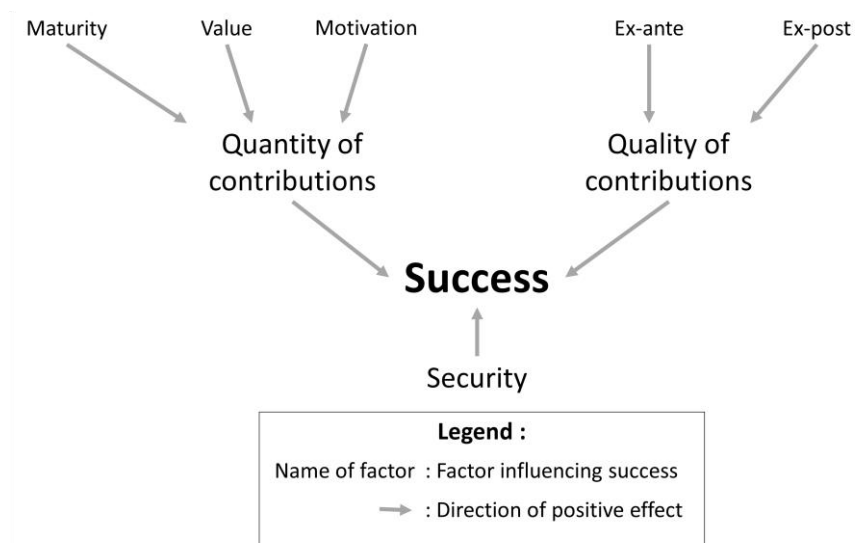 Maturity Value Motivation Ex-ante Ex-post
Quantity of
contributions
Quality of
contributions
Success
Security
Legend :
Name of factor : Factor influencing success
: Direction of positive effect